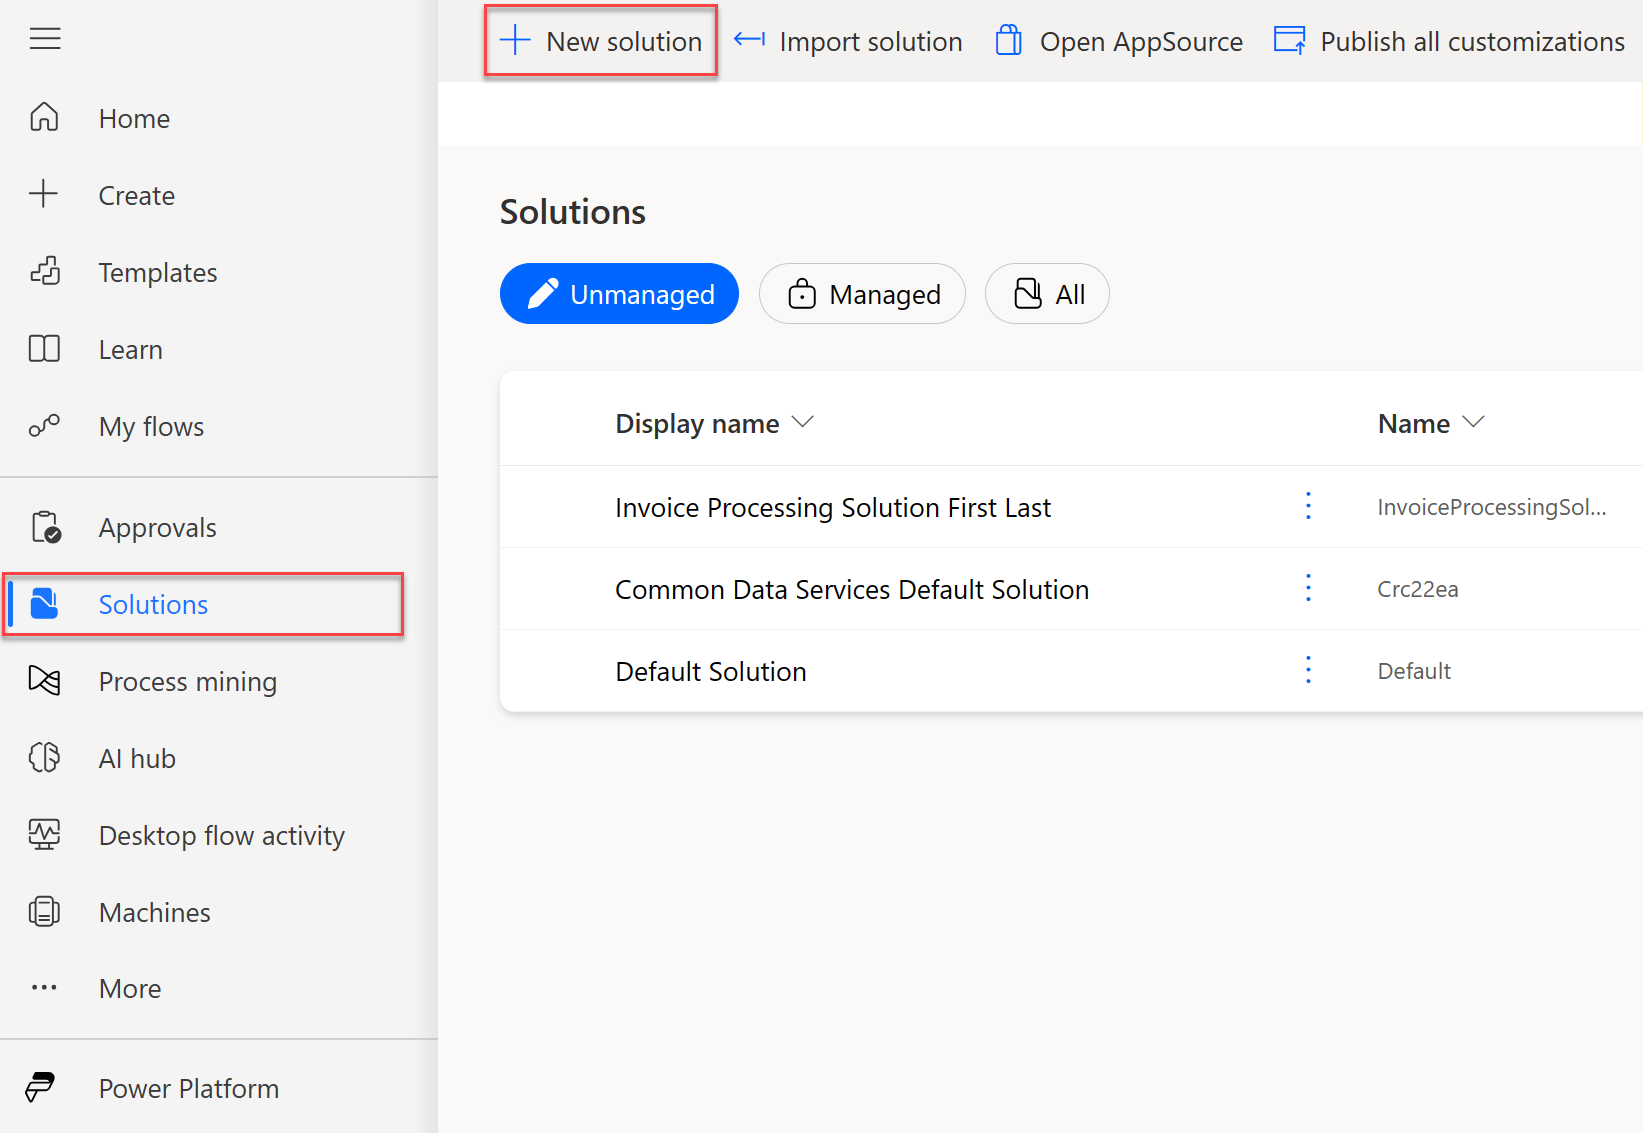 New solution
Import solution
Open AppSource
Publish all customizations
Home
Create
Templates
Learn
My flows
Approvals
Solutions
Process mining
AI hub
Desktop flow activity
Machines
More
Power Platform
Solutions
Unmanaged
Managed
All
Display name
Name
Invoice Processing Solution First Last
InvoiceProcessingSol...
Common Data Services Default Solution
Crc22ea
Default Solution
Default